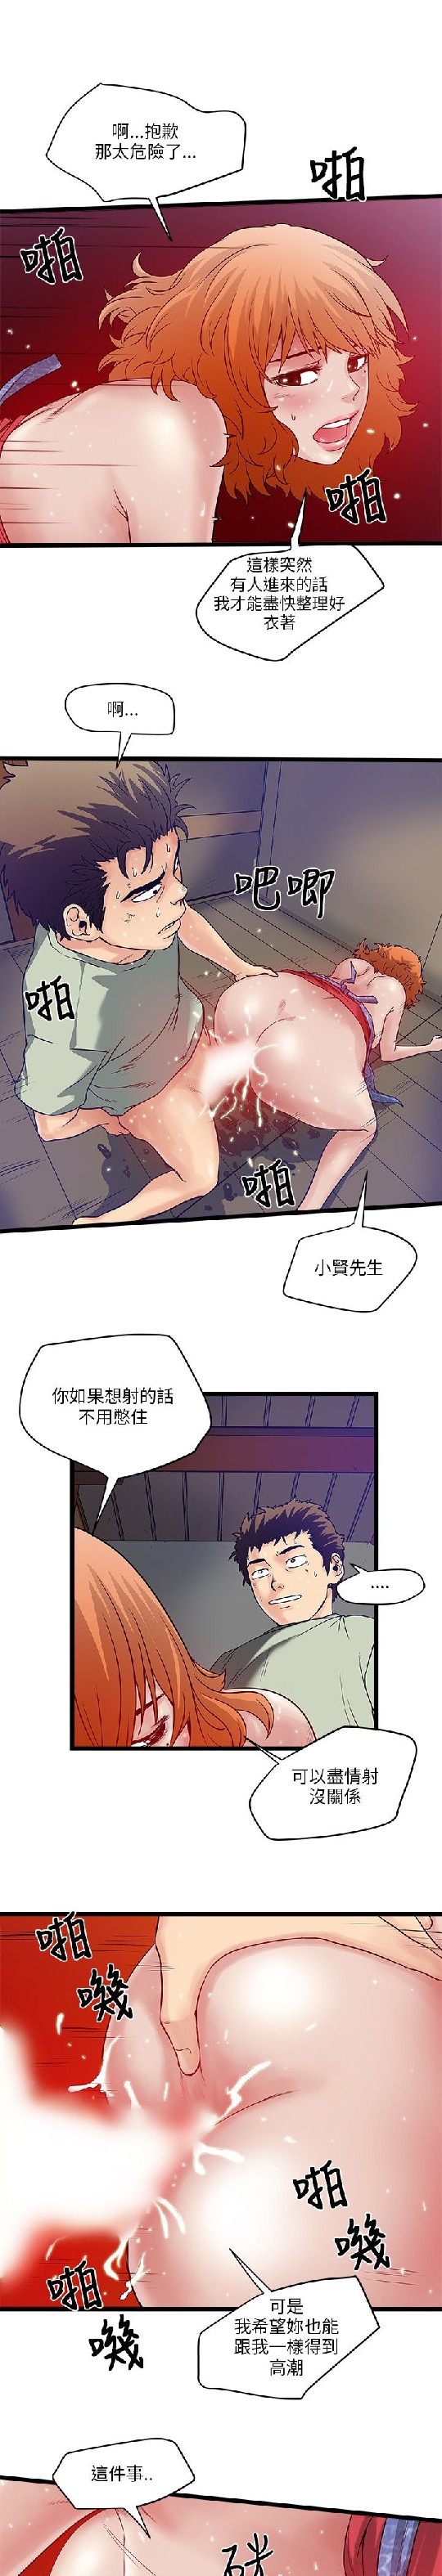 啊...抱歉
那太危險了...
啪
啪
啪
這樣突然
有人進來的話
我才能盡快整理好
衣著
啊...
吧唧
啪
啪
小賢先生
你如果想射的話
不用憋住
....
可以盡情射
沒關係
啪
嘰
啪
嘰
啪
嘰
可是
我希望妳也能
跟我一樣得到
高潮
這件事..